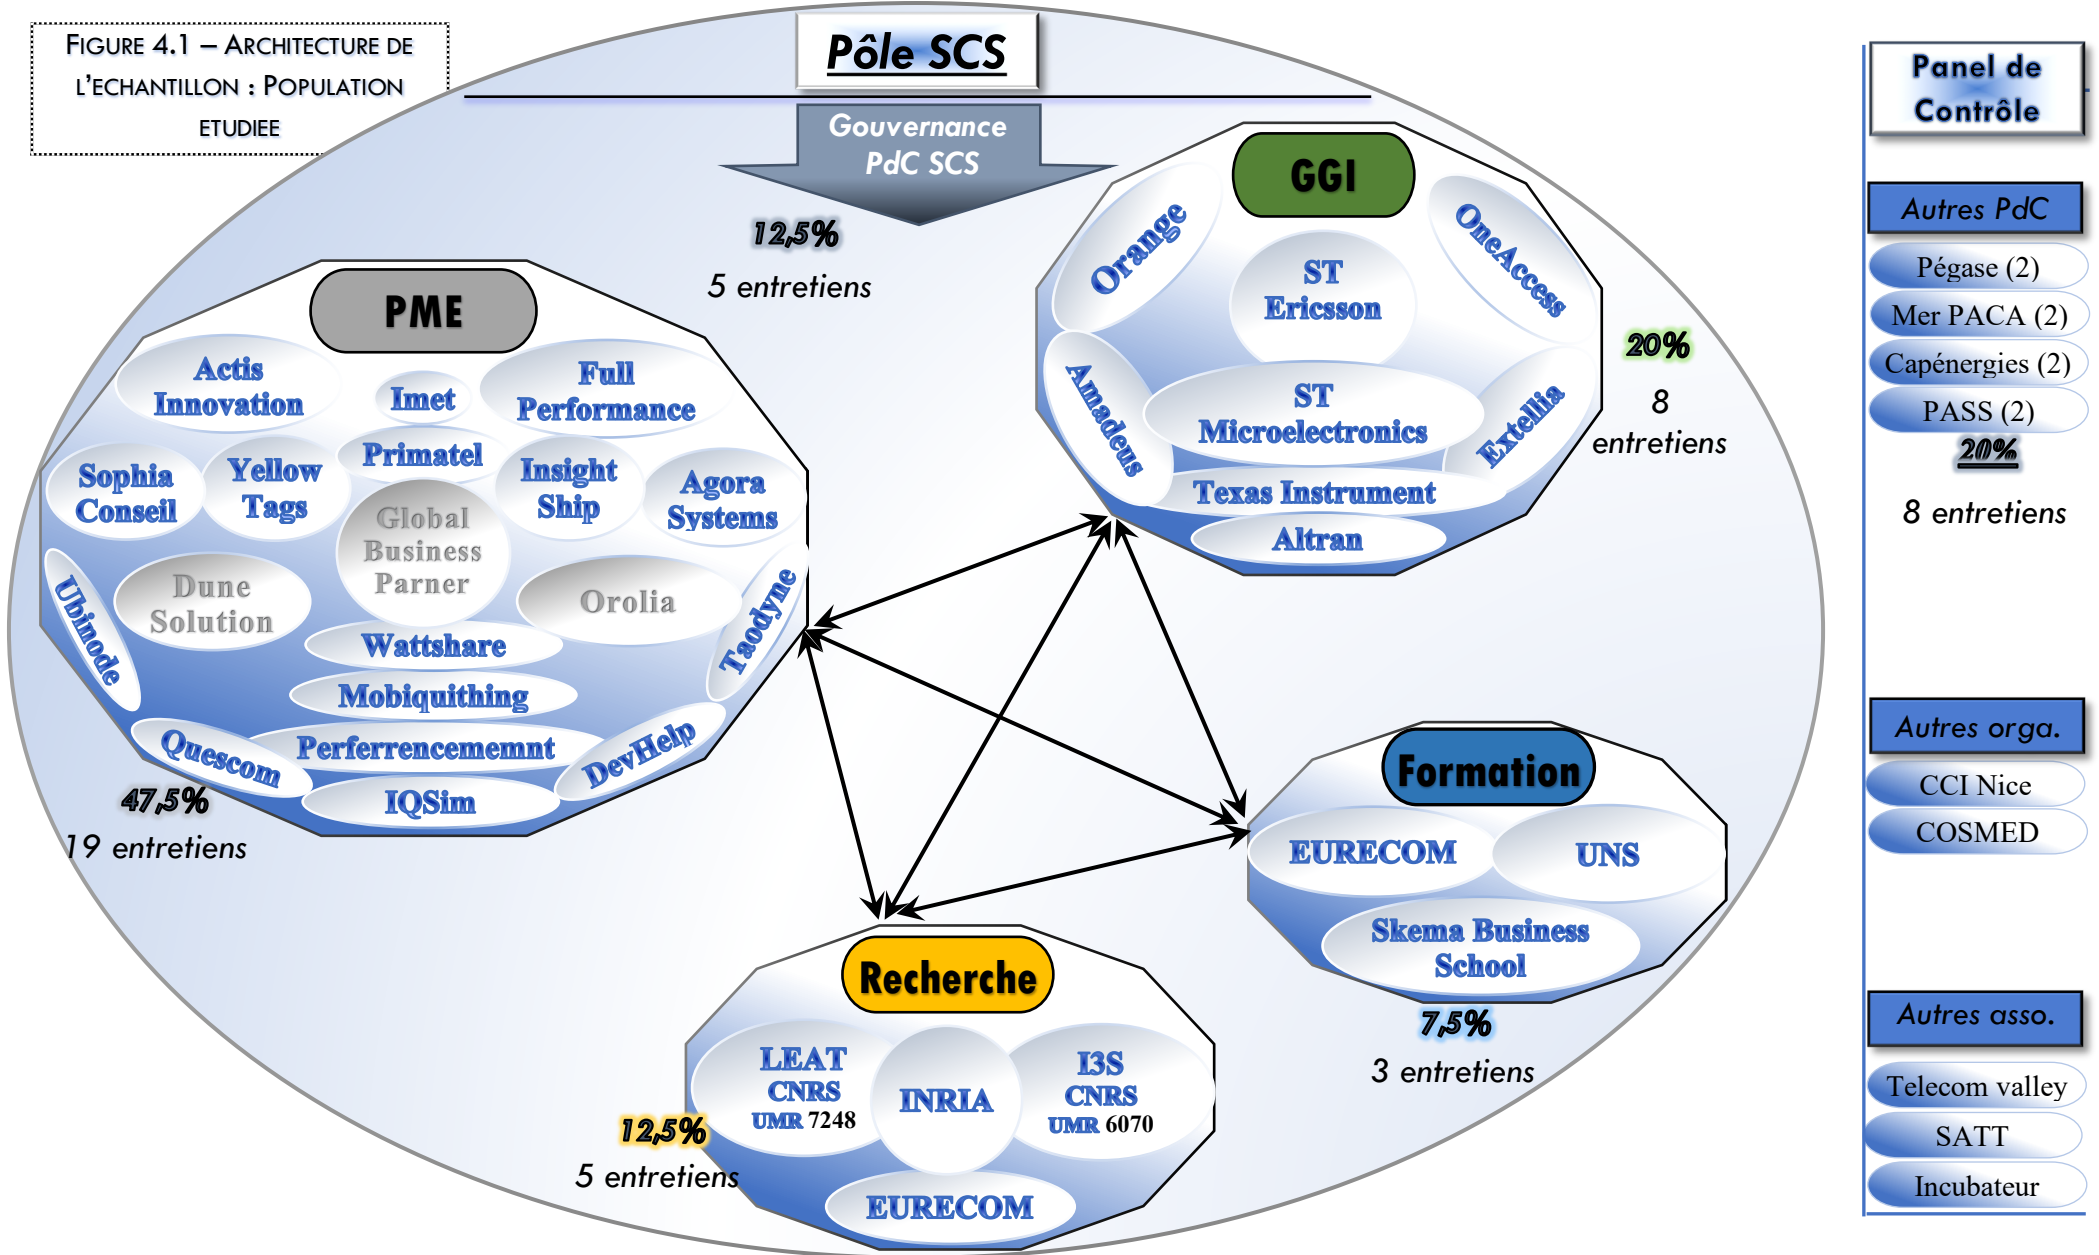 FIGURE 4.1 – ARCHITECTURE DE
L'ECHANTILLON : POPULATION
ETUDIEE
Pôle SCS
Gouvernance
PdC SCS
12,5%
5 entretiens
PME
Actis
Innovation
Imet
Full
Performance
Sophia
Conseil
Yellow
Tags
Primatel
Insight
Ship
Agora
Systems
Global
Business
Parner
Dune
Solution
Orolia
Ubinode
Taodyne
Wattshare
Mobiquithing
Quescom
Perferrencememnt
DevHelp
IQSim
47,5%
19 entretiens
GGI
Orange
OneAccess
ST
Ericsson
Amadeus
ST
Microelectronics
Extellia
Texas Instrument
Altran
20%
8
entretiens
Formation
EURECOM
UNS
Skema Business
School
7,5%
3 entretiens
Recherche
LEAT
CNRS
UMR 7248
INRIA
I3S
CNRS
UMR 6070
EURECOM
12,5%
5 entretiens
Panel de
Contrôle
Autres PdC
Pégase (2)
Mer PACA (2)
Capénergies (2)
PASS (2)
20%
8 entretiens
Autres orga.
CCI Nice
COSMED
Autres asso.
Telecom valley
SATT
Incubateur